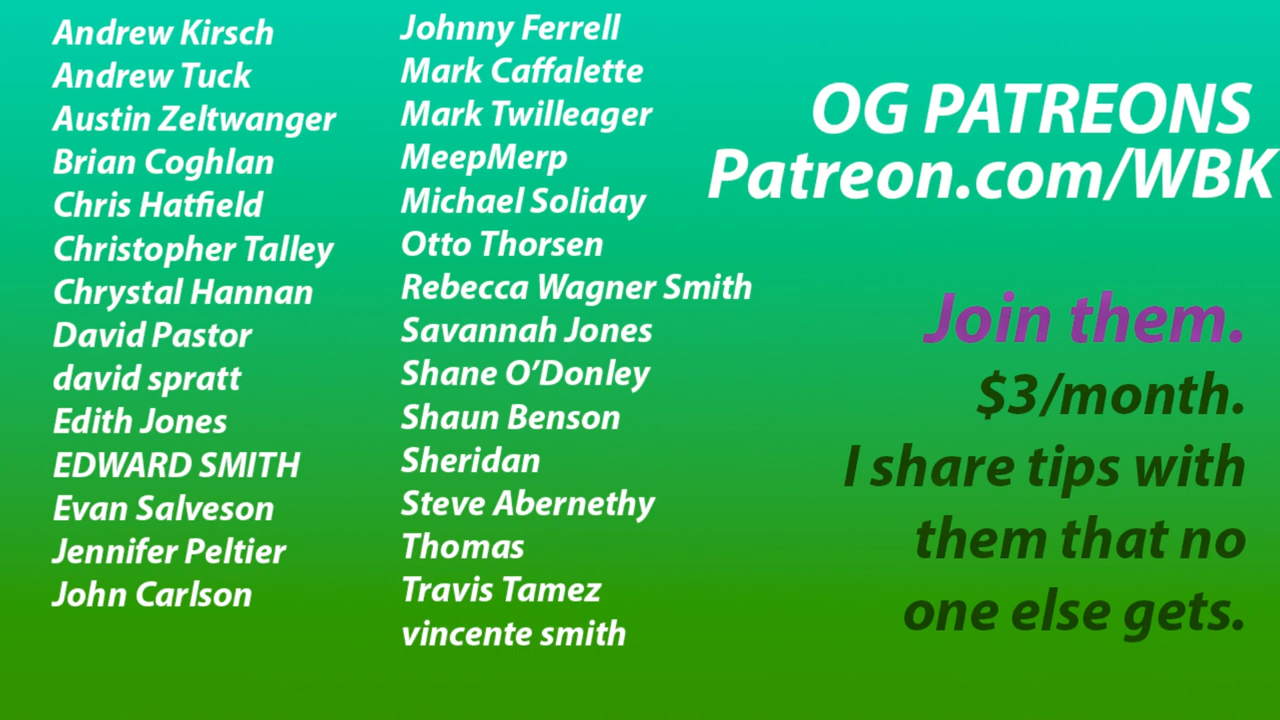 Andrew Kirsch
Andrew Tuck
Austin Zeltwanger
Brian Coghlan
Chris Hatfield
Christopher Talley
Chrystal Hannan
David Pastor
david spratt
Edith Jones
EDWARD SMITH
Evan Salveson
Jennifer Peltier
John Carlson
Johnny Ferrell
Mark Caffalette
Mark Twilleager
MeepMerp
Michael Soliday
Otto Thorsen
Rebecca Wagner Smith
Savannah Jones
Shane O’Donley
Shaun Benson
Sheridan
Steve Abernethy
Thomas
Travis Tamez
vincente smith
OG PATREONS
Patreon.com/WBK
Join them.
$3/month.
I share tips with
them that no
one else gets.